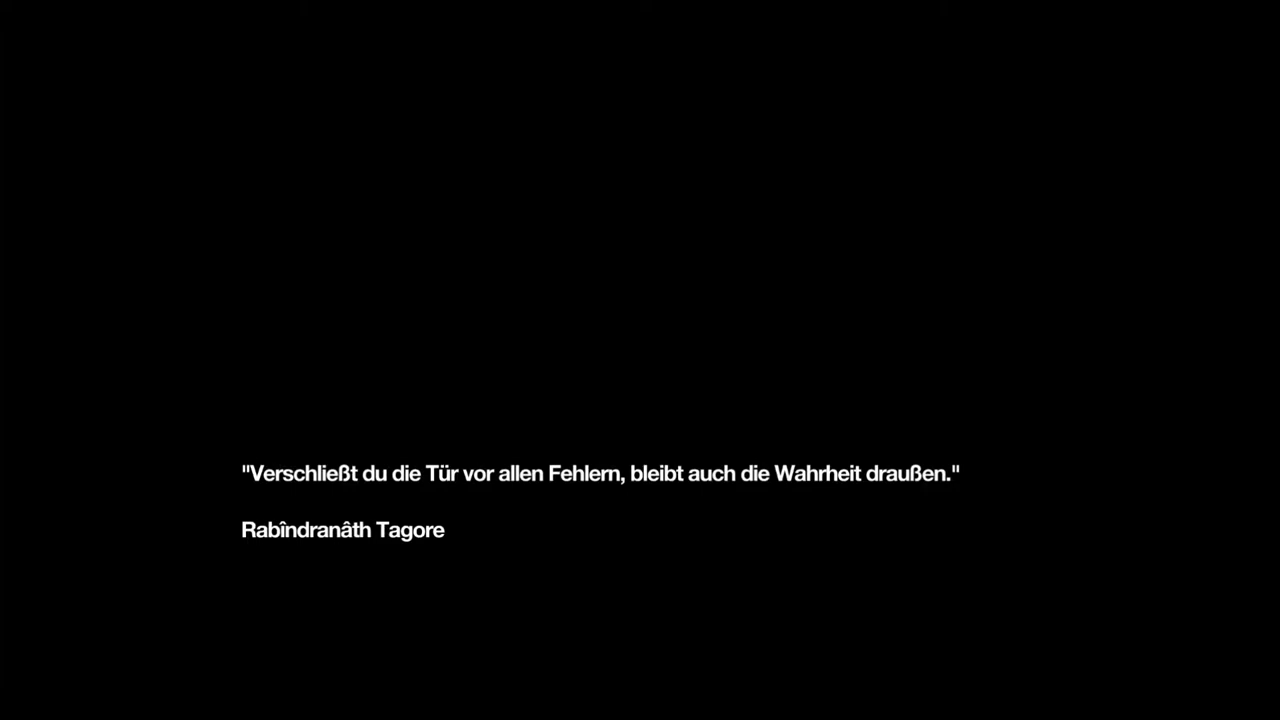 "Verschließt du die Tür vor allen Fehlern, bleibt auch die Wahrheit draußen."
Rabîndranâth Tagore